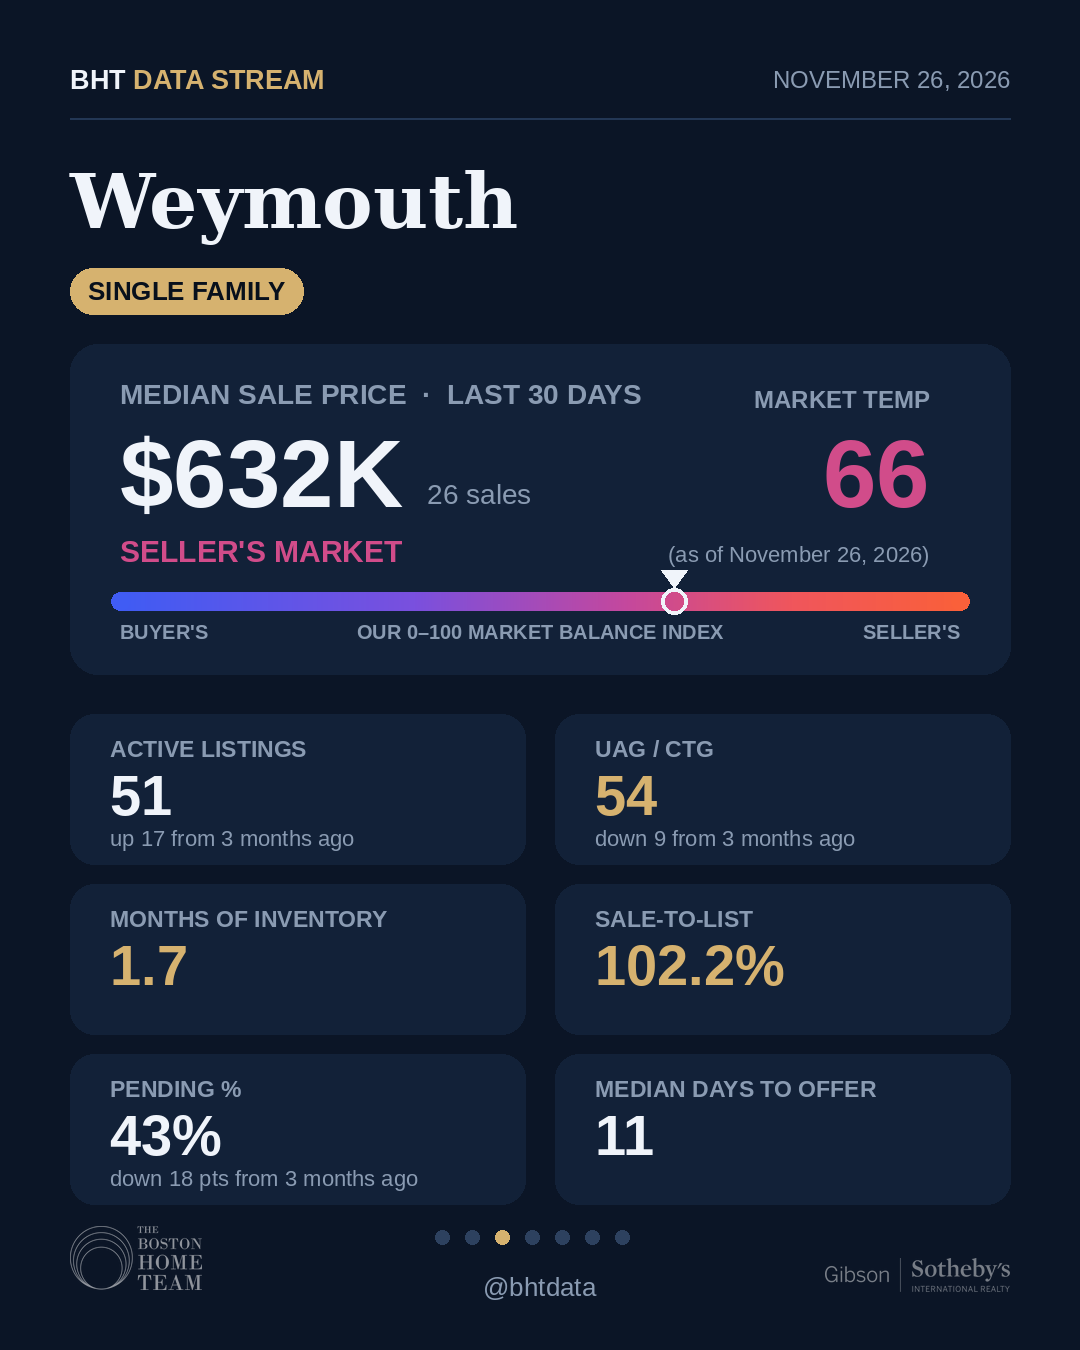 BHT DATA STREAM
NOVEMBER 26, 2026
Weymouth
SINGLE FAMILY
MEDIAN SALE PRICE · LAST 30 DAYS
MARKET TEMP
$632K 26 sales
66
SELLER'S MARKET
(as of November 26, 2026)
BUYER'S
OUR 0–100 MARKET BALANCE INDEX
SELLER'S
ACTIVE LISTINGS
51
up 17 from 3 months ago
UAG / CTG
54
down 9 from 3 months ago
MONTHS OF INVENTORY
1.7
SALE-TO-LIST
102.2%
PENDING %
43%
down 18 pts from 3 months ago
MEDIAN DAYS TO OFFER
11
THE
BOSTON
HOME
TEAM
@bhtdata
Gibson
Sotheby's
INTERNATIONAL REALTY